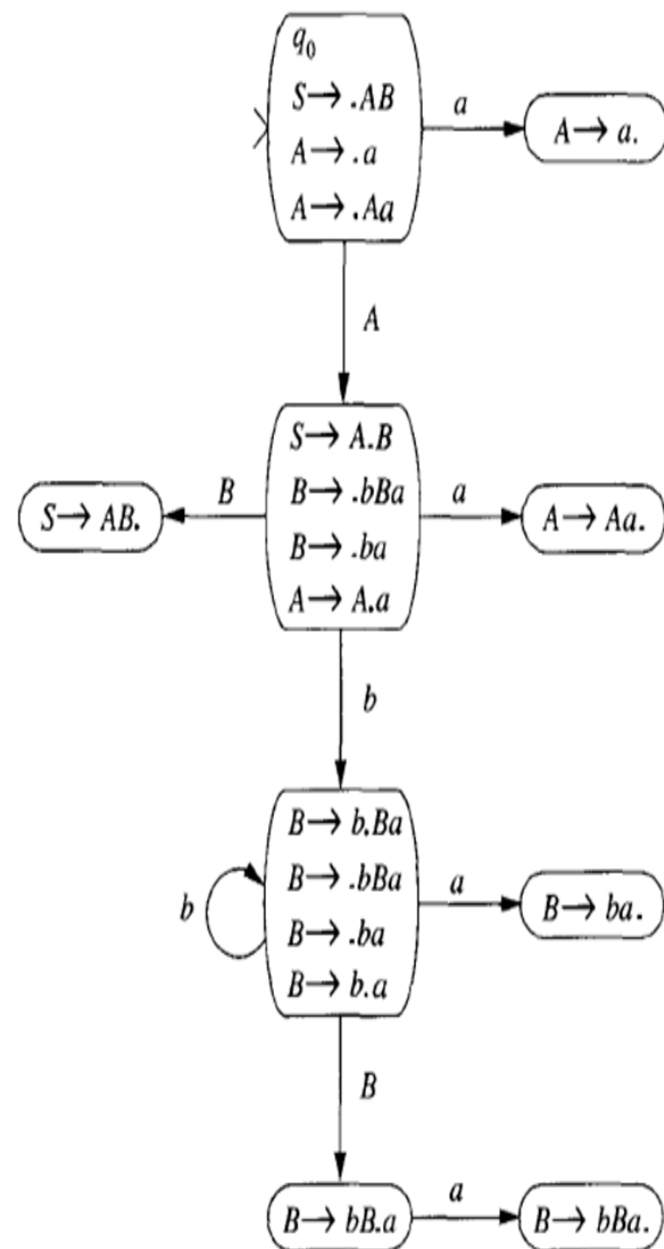 q₀
S → .AB
A → .a
A → .Aa
a
A → a.
A
S → A.B
B → .bBa
B → .ba
A → A.a
B
S → AB.
a
A → Aa.
b
B → b.Ba
B → .bBa
B → .ba
B → b.a
b
a
B → ba.
B
B → bB.a
a
B → bBa.